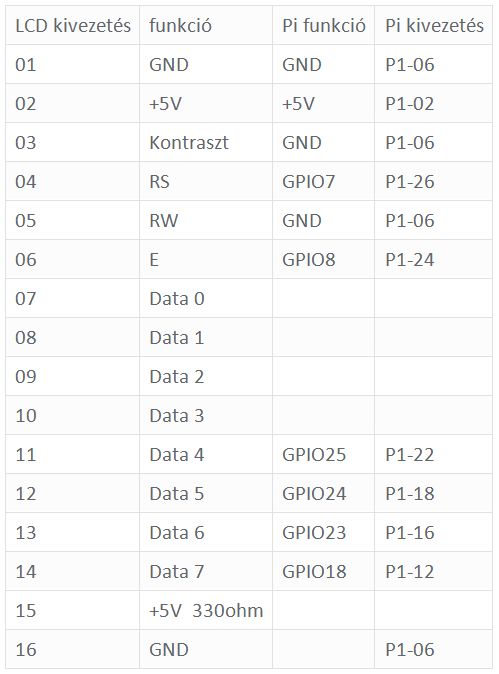 LCD kivezetés funkció Pi funkció Pi kivezetés
01 GND GND P1-06
02 +5V +5V P1-02
03 Kontraszt GND P1-06
04 RS GPIO7 P1-26
05 RW GND P1-06
06 E GPIO8 P1-24
07 Data 0
08 Data 1
09 Data 2
10 Data 3
11 Data 4 GPIO25 P1-22
12 Data 5 GPIO24 P1-18
13 Data 6 GPIO23 P1-16
14 Data 7 GPIO18 P1-12
15 +5V 330ohm
16 GND P1-06